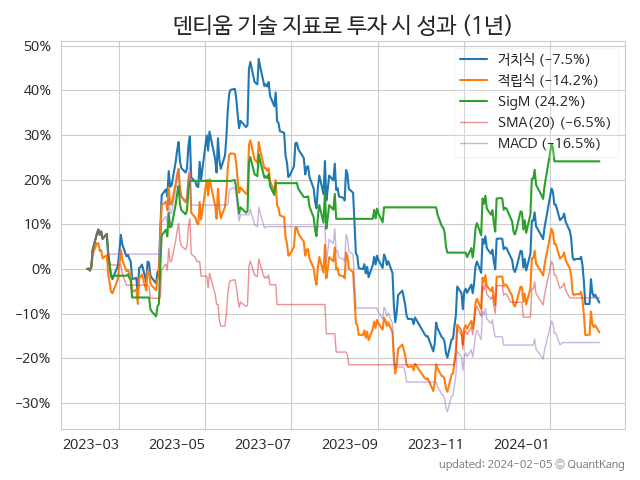 덴티움 기술 지표로 투자 시 성과 (1년)
50%
40%
30%
20%
10%
0%
−10%
−20%
−30%
거치식 (−7.5%)
적립식 (−14.2%)
SigM (24.2%)
SMA(20) (−6.5%)
MACD (−16.5%)
2023-03 2023-05 2023-07 2023-09 2023-11 2024-01
updated: 2024-02-05 © QuantKang